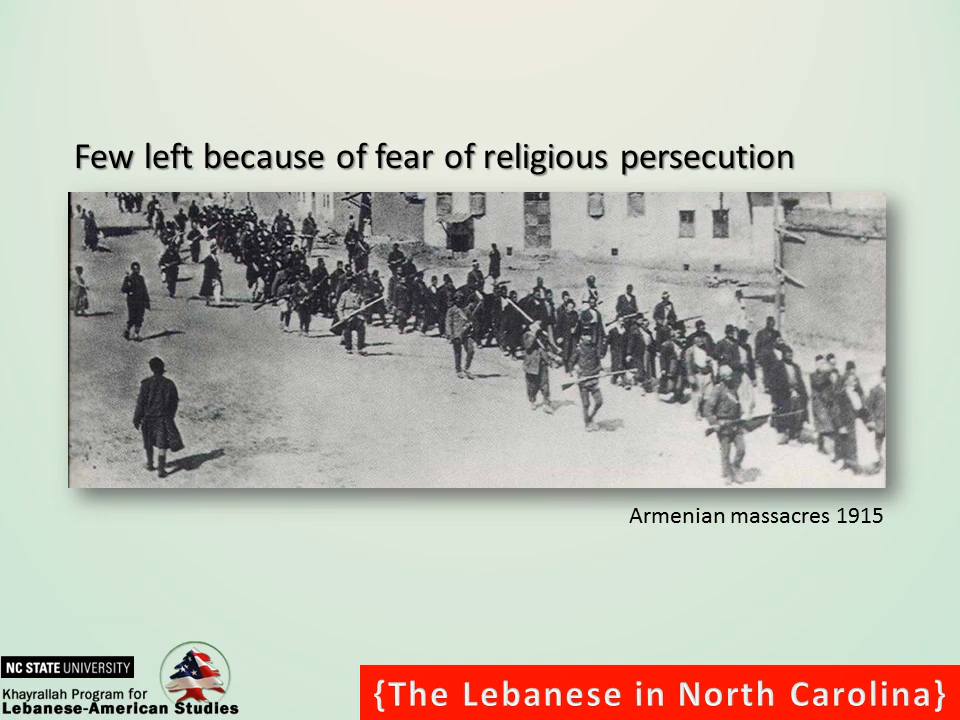 Few left because of fear of religious persecution
Armenian massacres 1915
NC STATE UNIVERSITY
Khayrallah Program for
Lebanese-American Studies
{The Lebanese in North Carolina}